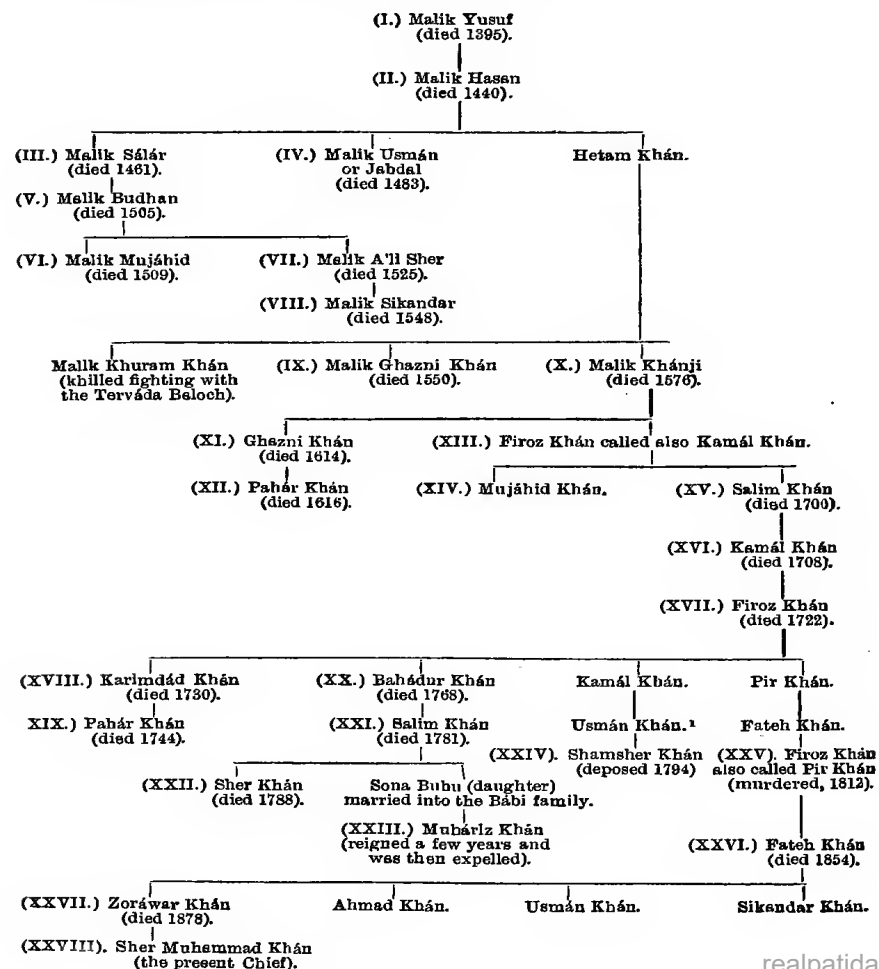 (I.) Malik Yusuf
(died 1395).
(II.) Malik Hasan
(died 1440).
(III.) Malik Sálár
(died 1461).
(IV.) Malik Usmán
or Jabdal
(died 1483).
Hetam Khán.
(V.) Malik Budhan
(died 1505).
(VI.) Malik Mujáhid
(died 1509).
(VII.) Malik A'li Sher
(died 1525).
(VIII.) Malik Sikandar
(died 1548).
Malik Khuram Khán
(khilled fighting with
the Terváda Beloch).
(IX.) Malik Ghazni Khán
(died 1550).
(X.) Malik Khánji
(died 1576).
(XI.) Ghazni Khán
(died 1614).
(XIII.) Firoz Khán called also Kamál Khán.
(XII.) Pahár Khán
(died 1616).
(XIV.) Mujáhid Khán.
(XV.) Salim Khán
(died 1700).
(XVI.) Kamál Khán
(died 1708).
(XVII.) Firoz Khán
(died 1722).
(XVIII.) Karimdád Khán
(died 1730).
(XX.) Bahádur Khán
(died 1768).
Kamál Khán.
Pir Khán.
XIX.) Pahár Khán
(died 1744).
(XXI.) Salim Khán
(died 1781).
Usmán Khán.¹
Fateh Khán.
(XXIV). Shamsher Khán
(deposed 1794)
(XXV). Firoz Khán
also called Pir Khán
(murdered, 1812).
(XXII.) Sher Khán
(died 1788).
Sona Bubu (daughter)
married into the Bábi family.
(XXIII.) Mubáriz Khán
(reigned a few years and
was then expelled).
(XXVI.) Fateh Khán
(died 1854).
(XXVII.) Zoráwar Khán
(died 1878).
Ahmad Khán.
Usmán Khán.
Sikandar Khán.
(XXVIII). Sher Muhammad Khán
(the present Chief).
realpatida